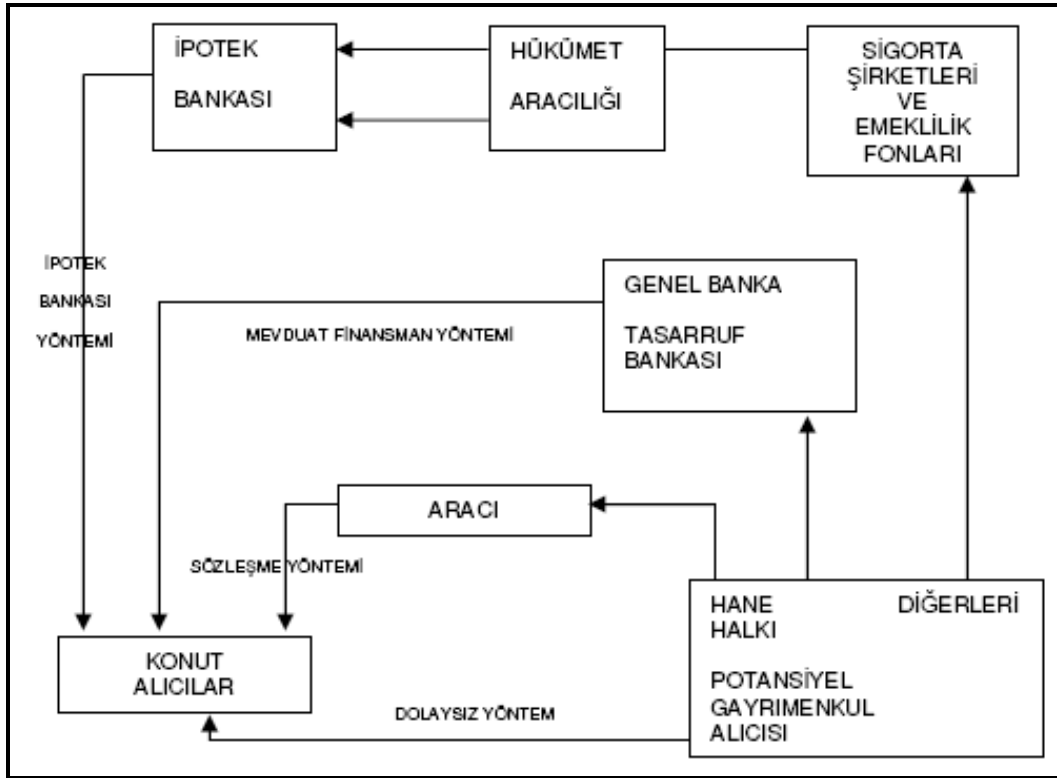 İPOTEK
BANKASI
HÜKÜMET
ARACILIĞI
SİGORTA
ŞİRKETLERİ
VE
EMEKLİLİK
FONLARI
İPOTEK
BANKASI
YÖNTEMİ
MEVDUAT FİNANSMAN YÖNTEMİ
GENEL BANKA
TASARRUF
BANKASI
ARACI
SÖZLEŞME YÖNTEMİ
KONUT
ALICILAR
DOLAYSIZ YÖNTEM
HANE
HALKI
DİĞERLERİ
POTANSİYEL
GAYRIMENKUL
ALICISI